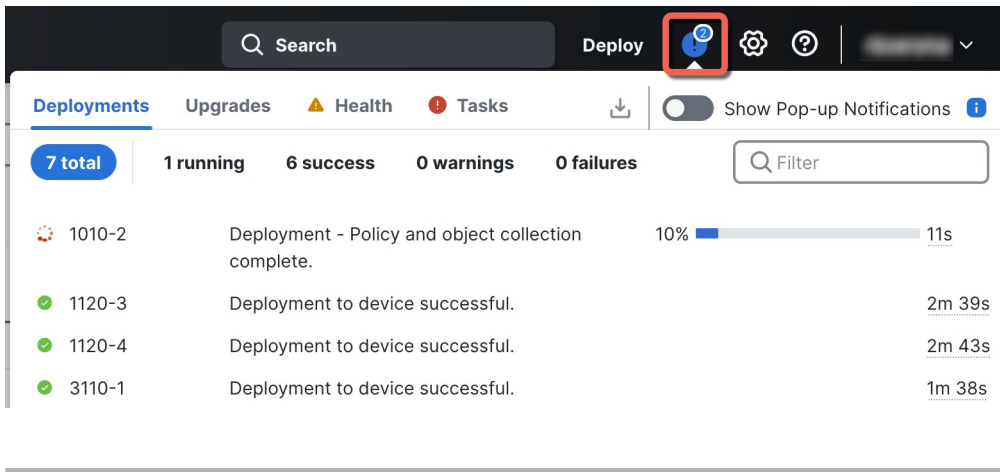 Search Deploy 2
Deployments Upgrades Health Tasks Show Pop-up Notifications
7 total 1 running 6 success 0 warnings 0 failures Filter
1010-2 Deployment - Policy and object collection 10% 11s
complete.
1120-3 Deployment to device successful. 2m 39s
1120-4 Deployment to device successful. 2m 43s
3110-1 Deployment to device successful. 1m 38s